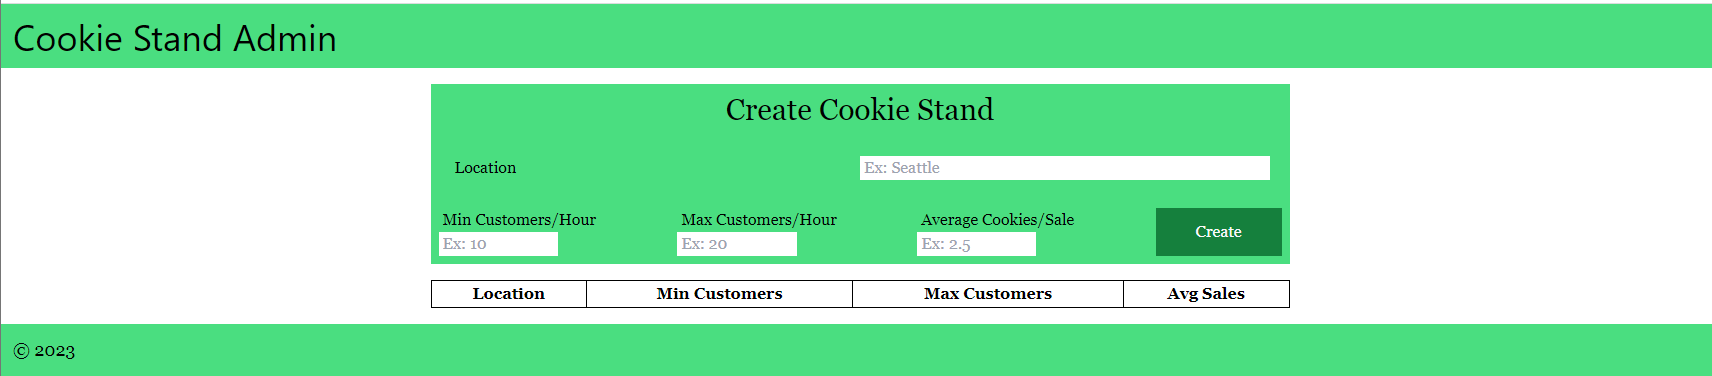 Cookie Stand Admin
Create Cookie Stand
Location Ex: Seattle
Min Customers/Hour Max Customers/Hour Average Cookies/Sale
Ex: 10 Ex: 20 Ex: 2.5 Create
Location Min Customers Max Customers Avg Sales
© 2023